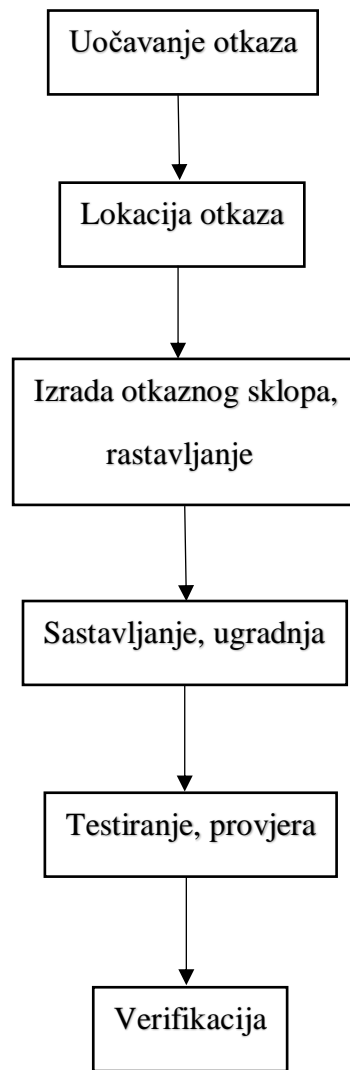 Uočavanje otkaza
Lokacija otkaza
Izrada otkaznog sklopa,
rastavljanje
Sastavljanje, ugradnja
Testiranje, provjera
Verifikacija